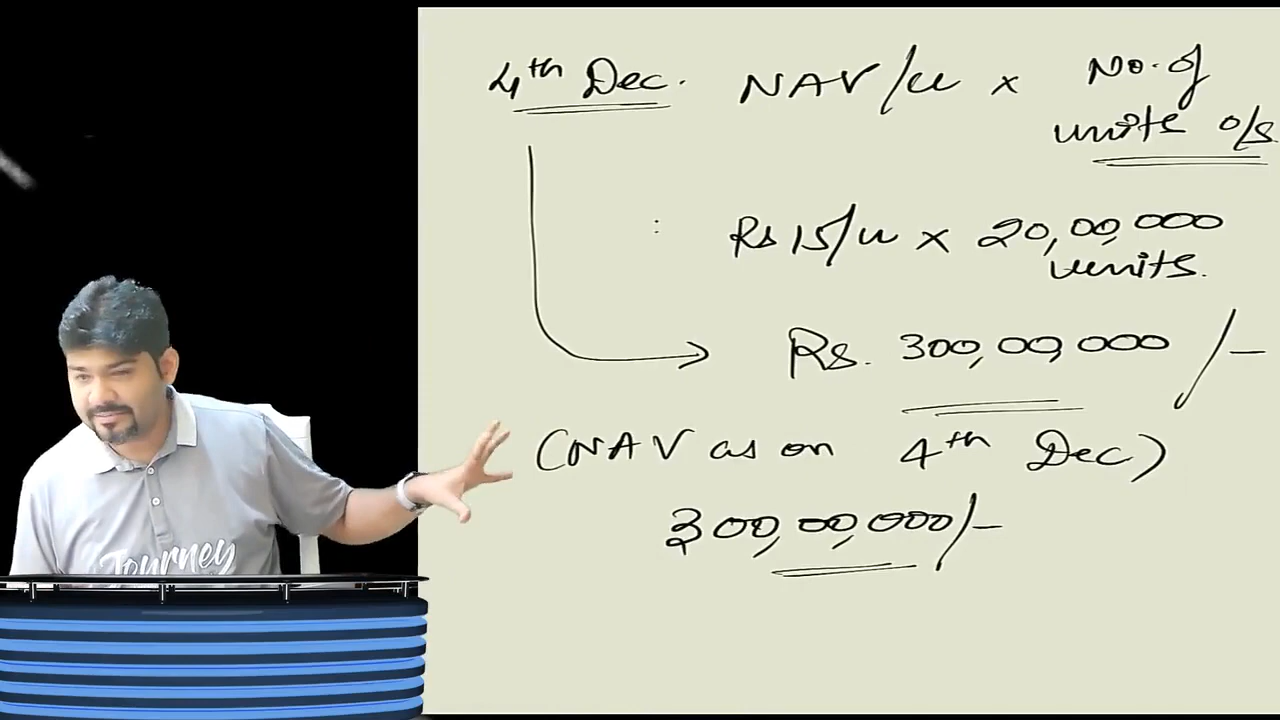 4th Dec. NAV/u x No. of
units o/s.
: Rs 15/u x 20,00,000
units.
Rs. 300,00,000/-
(NAV as on 4th Dec)
300,00,000/-
Journey